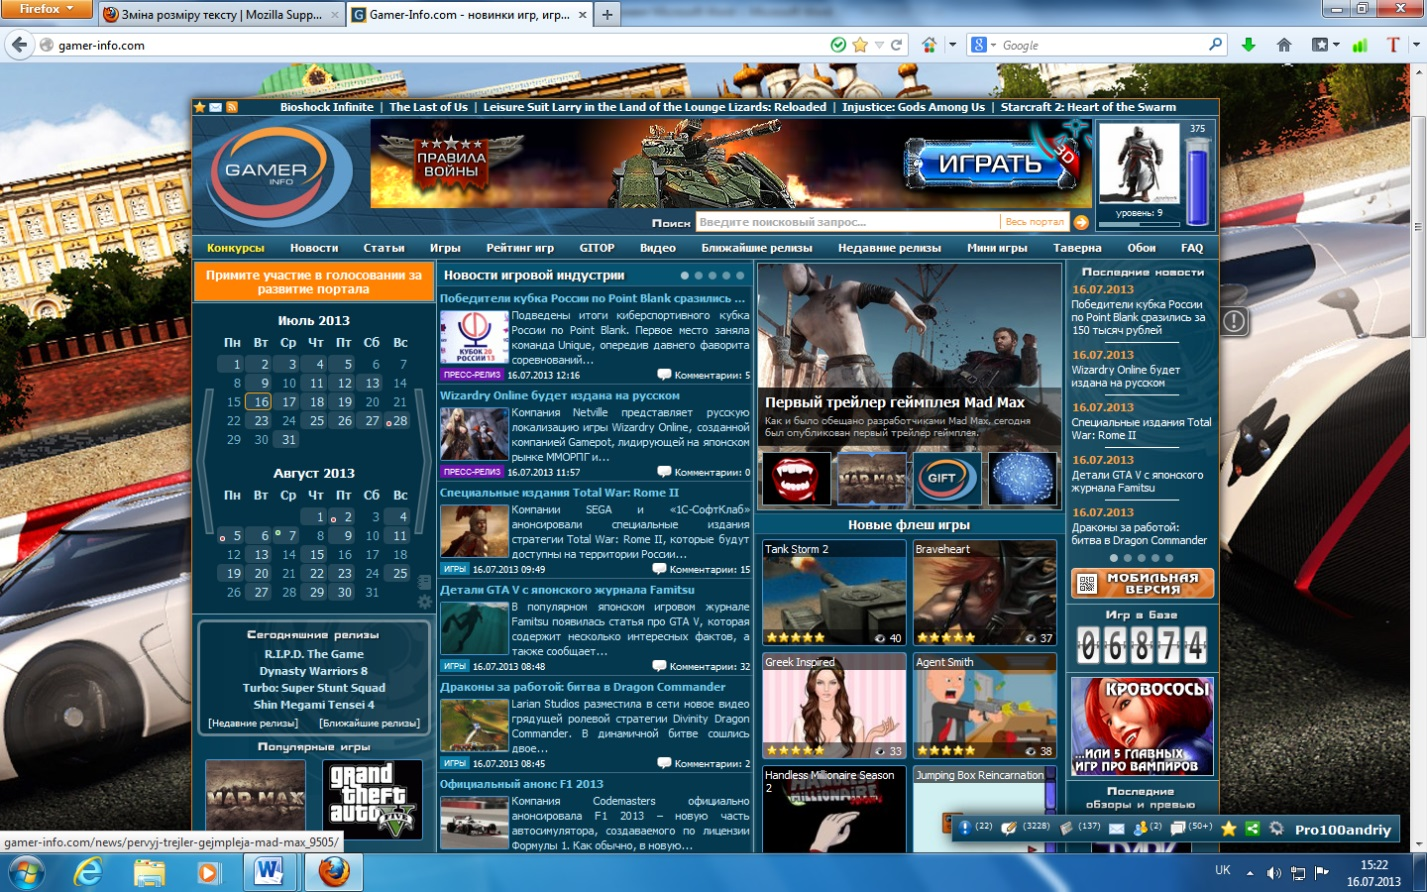 Firefox
Зміна розміру тексту | Mozilla Supp...
Gamer-Info.com - новинки игр, игр...
gamer-info.com
Google
Bioshock Infinite | The Last of Us | Leisure Suit Larry in the Land of the Lounge Lizards: Reloaded | Injustice: Gods Among Us | Starcraft 2: Heart of the Swarm
GAMER
INFO
ПРАВИЛА
ВОЙНЫ
ИГРАТЬ
3D
375
уровень: 9
Поиск
Введите поисковый запрос...
Весь портал
Конкурсы Новости Статьи Игры Рейтинг игр GITOP Видео Ближайшие релизы Недавние релизы Мини игры Таверна Обои FAQ
Примите участие в голосовании за
развитие портала
Июль 2013
Пн Вт Ср Чт Пт Сб Вс
1 2 3 4 5 6 7
8 9 10 11 12 13 14
15 16 17 18 19 20 21
22 23 24 25 26 27 28
29 30 31
Август 2013
Пн Вт Ср Чт Пт Сб Вс
1 2 3 4
5 6 7 8 9 10 11
12 13 14 15 16 17 18
19 20 21 22 23 24 25
26 27 28 29 30 31
Сегодняшние релизы
R.I.P.D. The Game
Dynasty Warriors 8
Turbo: Super Stunt Squad
Shin Megami Tensei 4
[Недавние релизы] [Ближайшие релизы]
Популярные игры
MAD MAX
grand
theft
auto
FIVE
Новости игровой индустрии
Победители кубка России по Point Blank сразились ...
КУБОК 20
РОССИИ 13
Подведены итоги киберспортивного кубка
России по Point Blank. Первое место заняла
команда Unique, опередив давнего фаворита
соревнований...
ПРЕСС-РЕЛИЗ 16.07.2013 12:16 Комментарии: 5
Wizardry Online будет издана на русском
Компания Netville представляет русскую
локализацию игры Wizardry Online, созданной
компанией Gamepot, лидирующей на японском
рынке ММОРПГ и...
ПРЕСС-РЕЛИЗ 16.07.2013 11:57 Комментарии: 0
Специальные издания Total War: Rome II
Компании SEGA и «1С-СофтКлаб»
анонсировали специальные издания
стратегии Total War: Rome II, которые будут
доступны на территории России...
ИГРЫ 16.07.2013 09:49 Комментарии: 15
Детали GTA V с японского журнала Famitsu
В популярном японском игровом журнале
Famitsu появилась статья про GTA V, которая
содержит несколько интересных фактов, а
также сообщает...
ИГРЫ 16.07.2013 08:48 Комментарии: 32
Драконы за работой: битва в Dragon Commander
Larian Studios разместила в сети новое видео
грядущей ролевой стратегии Divinity Dragon
Commander. В динамичной битве сошлись
двое...
ИГРЫ 16.07.2013 08:45 Комментарии: 2
Официальный анонс F1 2013
Компания Codemasters официально
анонсировала F1 2013 – новую часть
автосимулятора, создаваемого по лицензии
Формулы 1. Как обычно, в новую...
Первый трейлер геймплея Mad Max
Как и было обещано разработчиками Mad Max, сегодня
был опубликован первый трейлер геймплея.
MAD MAX
GIFT
Новые флеш игры
Tank Storm 2
40
Braveheart
37
Greek Inspired
33
Agent Smith
38
Handless Millionaire Season
2
HANDLESS
MILLIONAIRE
Jumping Box Reincarnation
Последние новости
16.07.2013
Победители кубка России
по Point Blank сразились за
150 тысяч рублей
16.07.2013
Wizardry Online будет
издана на русском
16.07.2013
Специальные издания Total
War: Rome II
16.07.2013
Детали GTA V с японского
журнала Famitsu
16.07.2013
Драконы за работой:
битва в Dragon Commander
МОБИЛЬНАЯ
ВЕРСИЯ
Игр в Базе
06874
КРОВОСОСЫ
...ИЛИ 5 ГЛАВНЫХ
ИГР ПРО ВАМПИРОВ
Последние
обзоры и превью
(22) (3228) (137) (2) (50+) Pro100andriy
gamer-info.com/news/pervyj-trejler-gejmpleja-mad-max_9505/
UK
15:22
16.07.2013